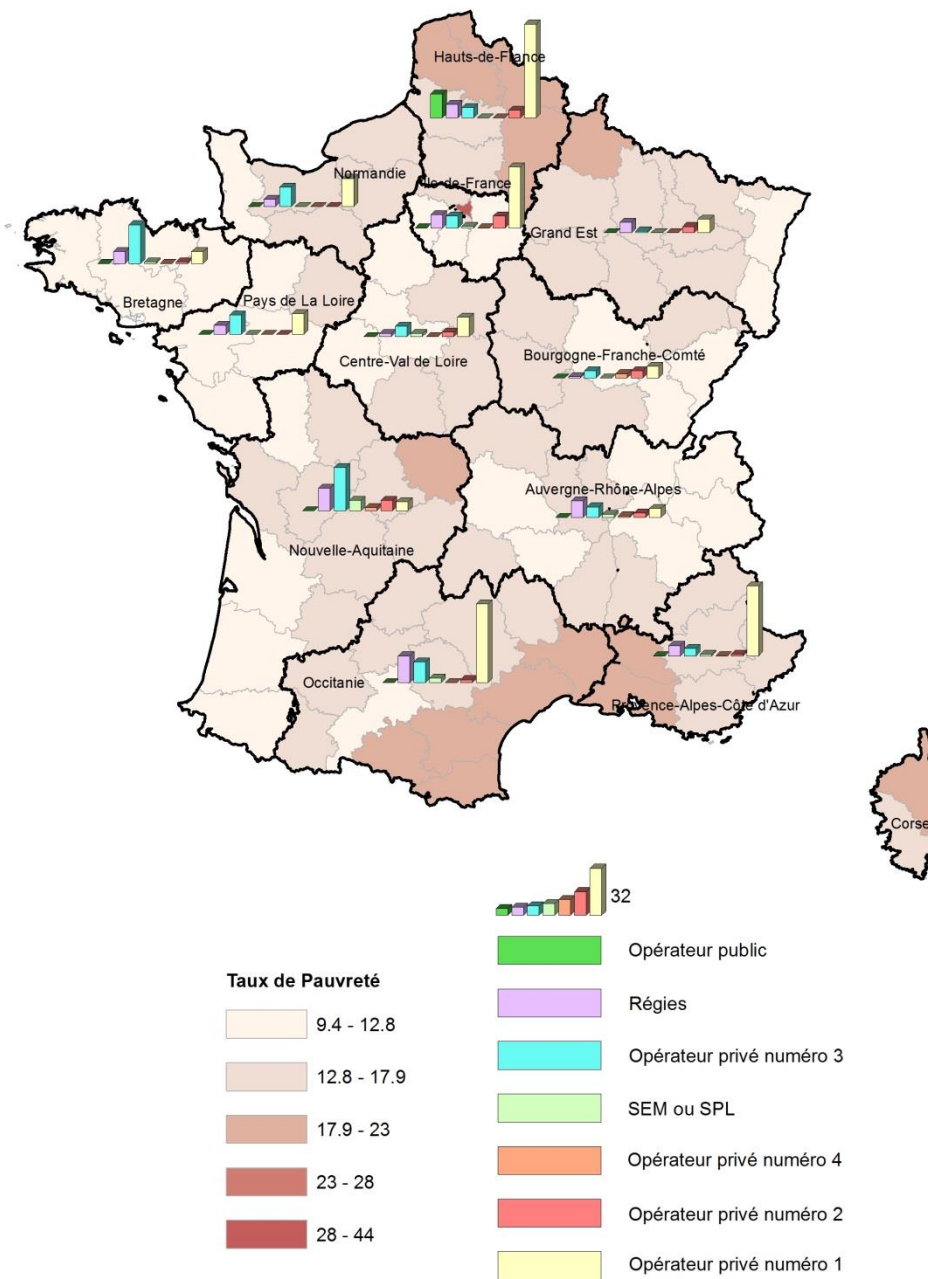 Hauts-de-France
Normandie
Ile-de-France
Grand Est
Bretagne
Pays de La Loire
Centre-Val de Loire
Bourgogne-Franche-Comté
Auvergne-Rhône-Alpes
Nouvelle-Aquitaine
Occitanie
Provence-Alpes-Côte d'Azur
Corse
32
Taux de Pauvreté
9.4 - 12.8
12.8 - 17.9
17.9 - 23
23 - 28
28 - 44
Opérateur public
Régies
Opérateur privé numéro 3
SEM ou SPL
Opérateur privé numéro 4
Opérateur privé numéro 2
Opérateur privé numéro 1